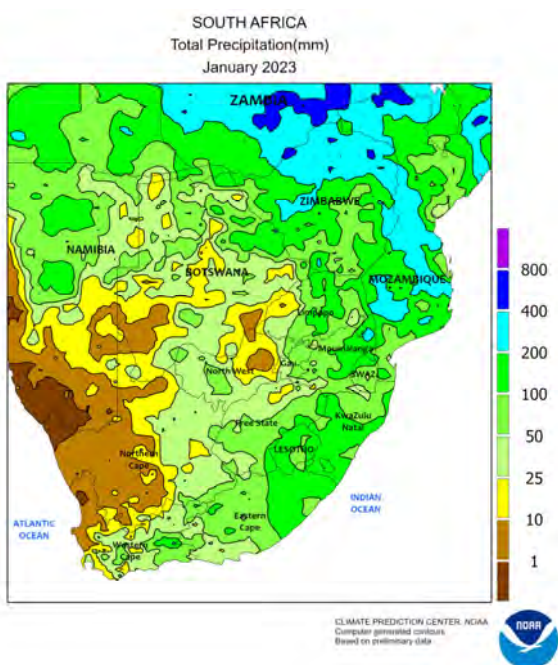 SOUTH AFRICA
Total Precipitation(mm)
January 2023
ZAMBIA
ZIMBABWE
NAMIBIA
BOTSWANA
MOZAMBIQUE
Limpopo
Mpumalanga
North West
Gau
SWAZI
KwaZulu
Natal
Free State
LESOTHO
Northern
Cape
Eastern
Cape
Western
Cape
ATLANTIC
OCEAN
INDIAN
OCEAN
800
400
200
100
50
25
10
1
CLIMATE PREDICTION CENTER, NOAA
Computer generated contours
Based on preliminary data
NOAA